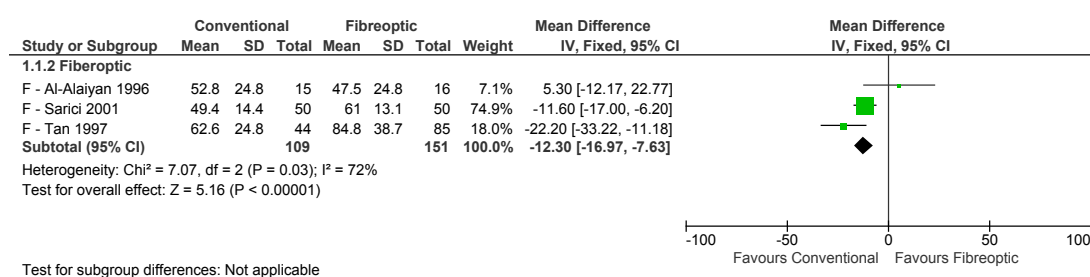 Conventional Fibreoptic Mean Difference Mean Difference
Study or Subgroup Mean SD Total Mean SD Total Weight IV, Fixed, 95% CI IV, Fixed, 95% CI
1.1.2 Fiberoptic
F - Al-Alaiyan 1996 52.8 24.8 15 47.5 24.8 16 7.1% 5.30 [-12.17, 22.77]
F - Sarici 2001 49.4 14.4 50 61 13.1 50 74.9% -11.60 [-17.00, -6.20]
F - Tan 1997 62.6 24.8 44 84.8 38.7 85 18.0% -22.20 [-33.22, -11.18]
Subtotal (95% CI) 109 151 100.0% -12.30 [-16.97, -7.63]
Heterogeneity: Chi² = 7.07, df = 2 (P = 0.03); I² = 72%
Test for overall effect: Z = 5.16 (P < 0.00001)
-100 -50 0 50 100
Favours Conventional Favours Fibreoptic
Test for subgroup differences: Not applicable